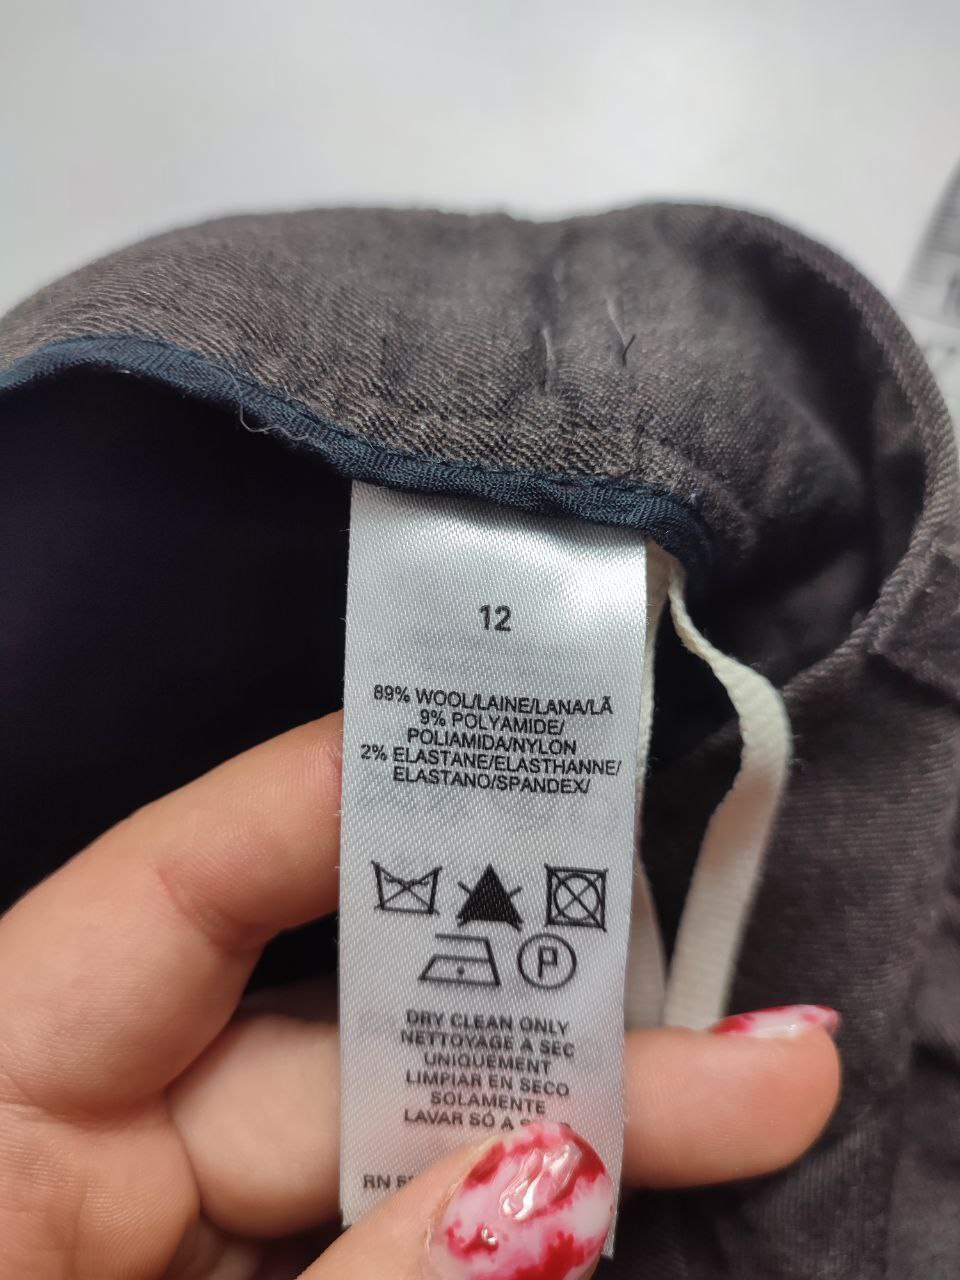 12
89% WOOL/LAINE/LANA/LÃ
9% POLYAMIDE/
POLIAMIDA/NYLON
2% ELASTANE/ELASTHANNE/
ELASTANO/SPANDEX/
P
DRY CLEAN ONLY
NETTOYAGE A SEC
UNIQUEMENT
LIMPIAR EN SECO
SOLAMENTE
LAVAR SÓ A
RN